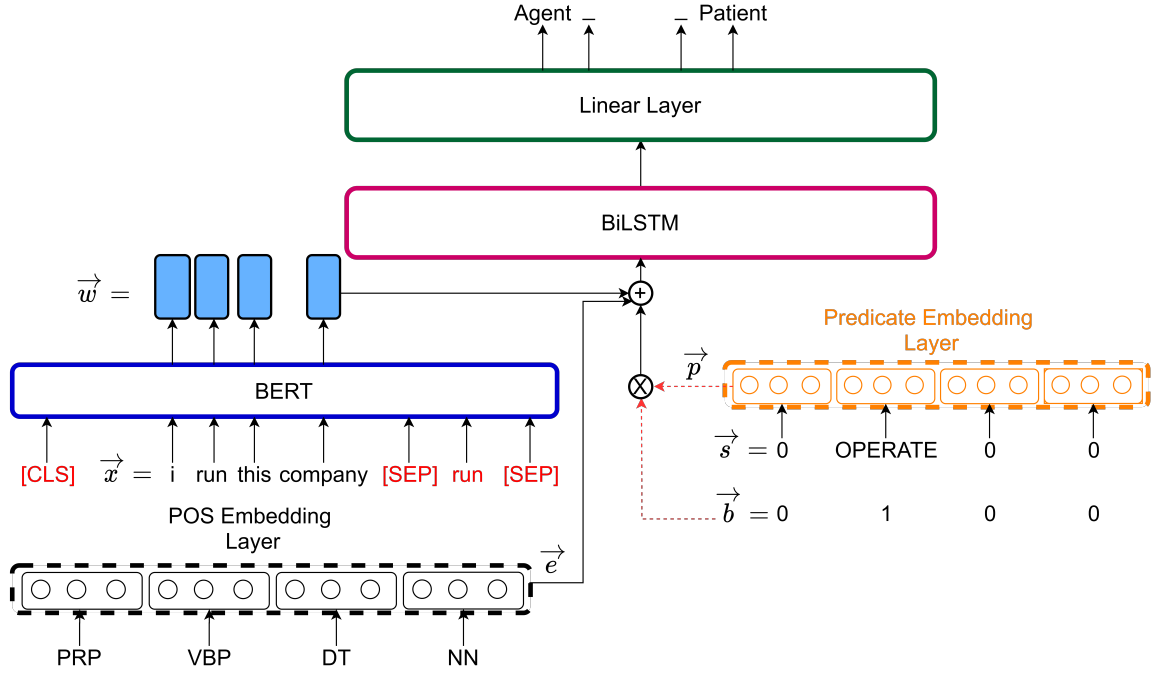 Agent _ _ Patient
Linear Layer
BiLSTM
w⃗ =
+
Predicate Embedding
Layer
BERT
X
p⃗
s⃗ = 0 OPERATE 0 0
[CLS] x⃗ = i run this company [SEP] run [SEP]
b⃗ = 0 1 0 0
POS Embedding
Layer
e⃗
PRP VBP DT NN